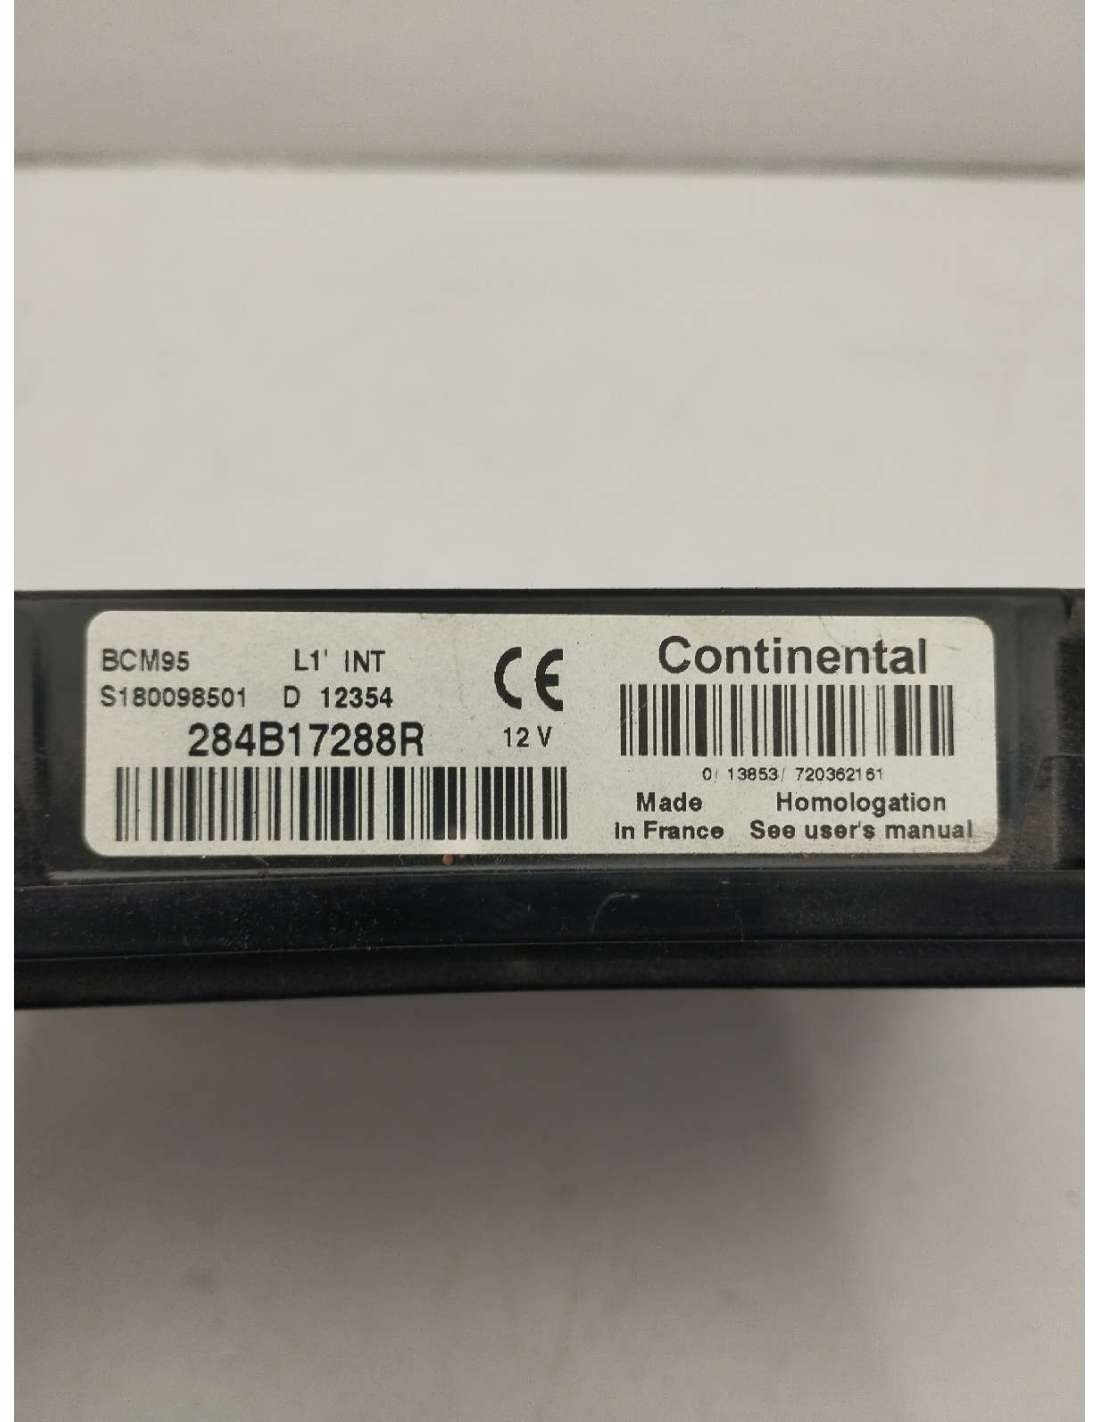 BCM95 L1' INT
S180098501 D 12354
284B17288R
CE
12 V
Continental
0/ 13853/ 720362161
Made Homologation
In France See user's manual